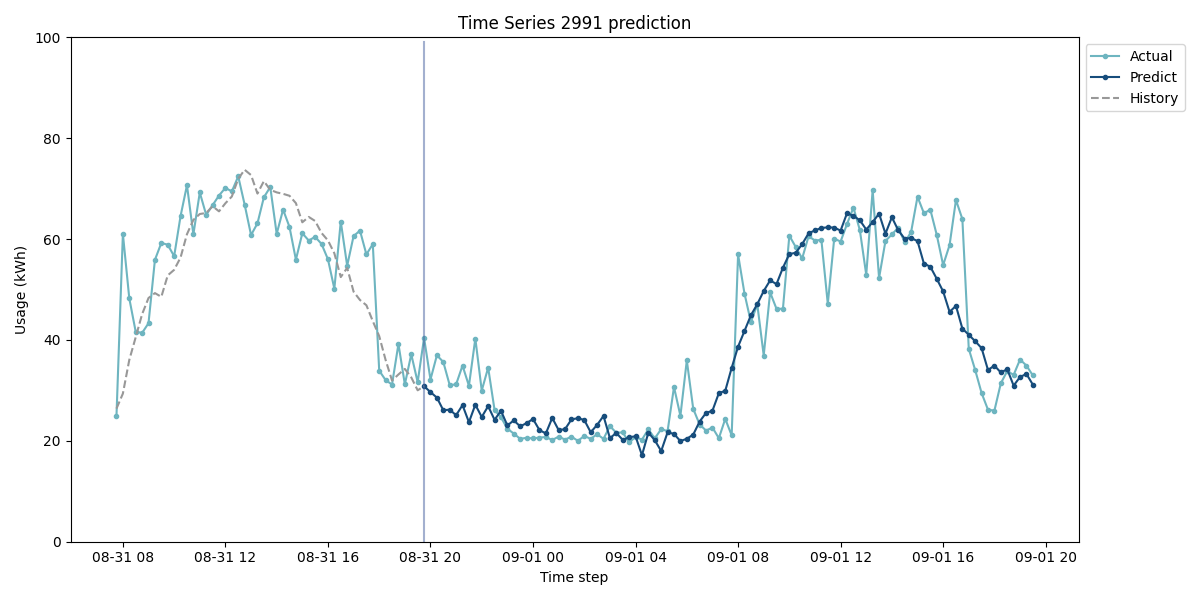 Time Series 2991 prediction
Usage (kWh)
100
80
60
40
20
0
08-31 08
08-31 12
08-31 16
08-31 20
09-01 00
09-01 04
09-01 08
09-01 12
09-01 16
09-01 20
Time step
Actual
Predict
History